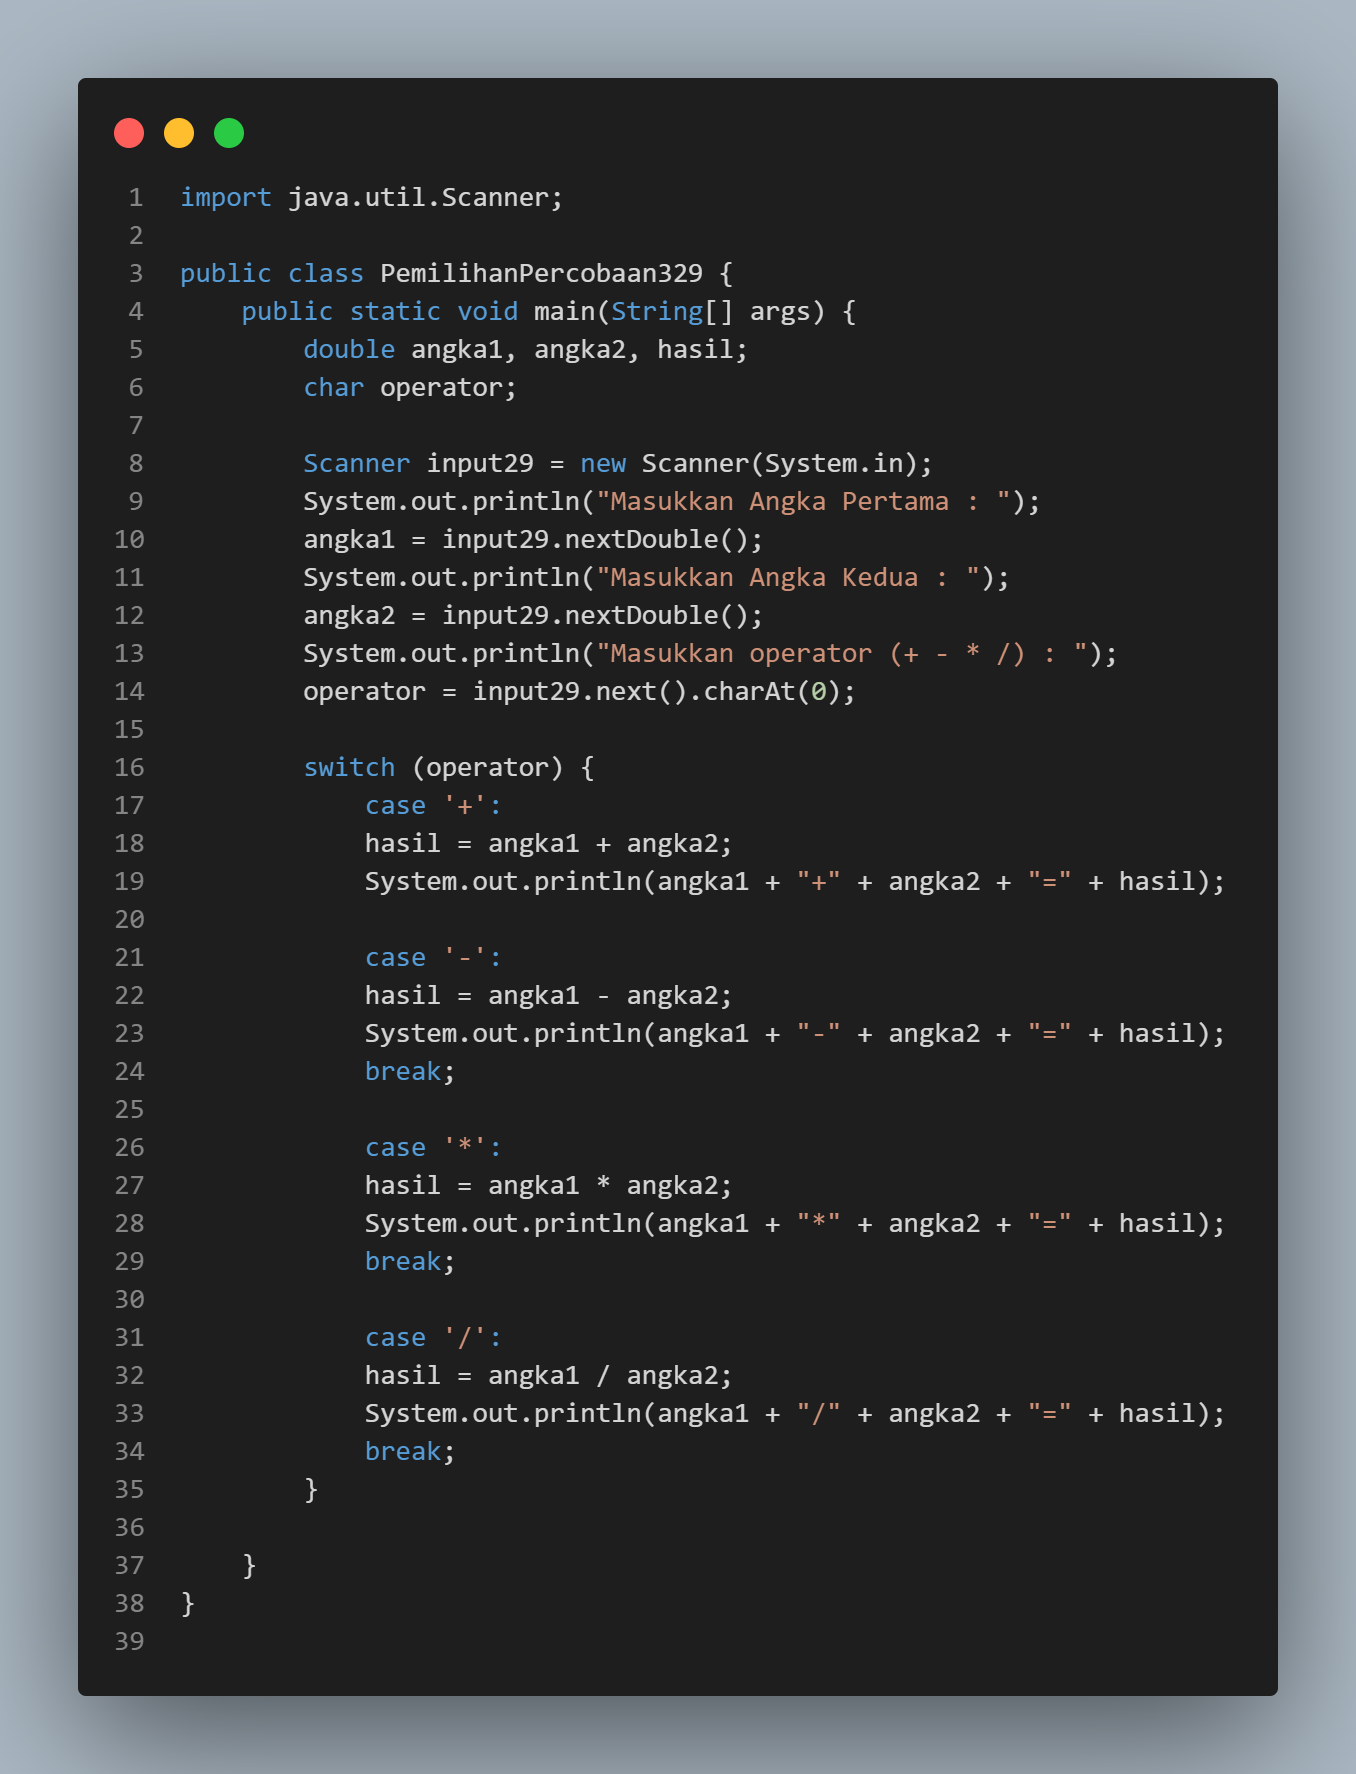 1 import java.util.Scanner;
2
3 public class PemilihanPercobaan329 {
4     public static void main(String[] args) {
5         double angka1, angka2, hasil;
6         char operator;
7
8         Scanner input29 = new Scanner(System.in);
9         System.out.println("Masukkan Angka Pertama : ");
10         angka1 = input29.nextDouble();
11         System.out.println("Masukkan Angka Kedua : ");
12         angka2 = input29.nextDouble();
13         System.out.println("Masukkan operator (+ - * /) : ");
14         operator = input29.next().charAt(0);
15
16         switch (operator) {
17             case '+':
18             hasil = angka1 + angka2;
19             System.out.println(angka1 + "+" + angka2 + "=" + hasil);
20
21             case '-':
22             hasil = angka1 - angka2;
23             System.out.println(angka1 + "-" + angka2 + "=" + hasil);
24             break;
25
26             case '*':
27             hasil = angka1 * angka2;
28             System.out.println(angka1 + "*" + angka2 + "=" + hasil);
29             break;
30
31             case '/':
32             hasil = angka1 / angka2;
33             System.out.println(angka1 + "/" + angka2 + "=" + hasil);
34             break;
35         }
36
37     }
38 }
39